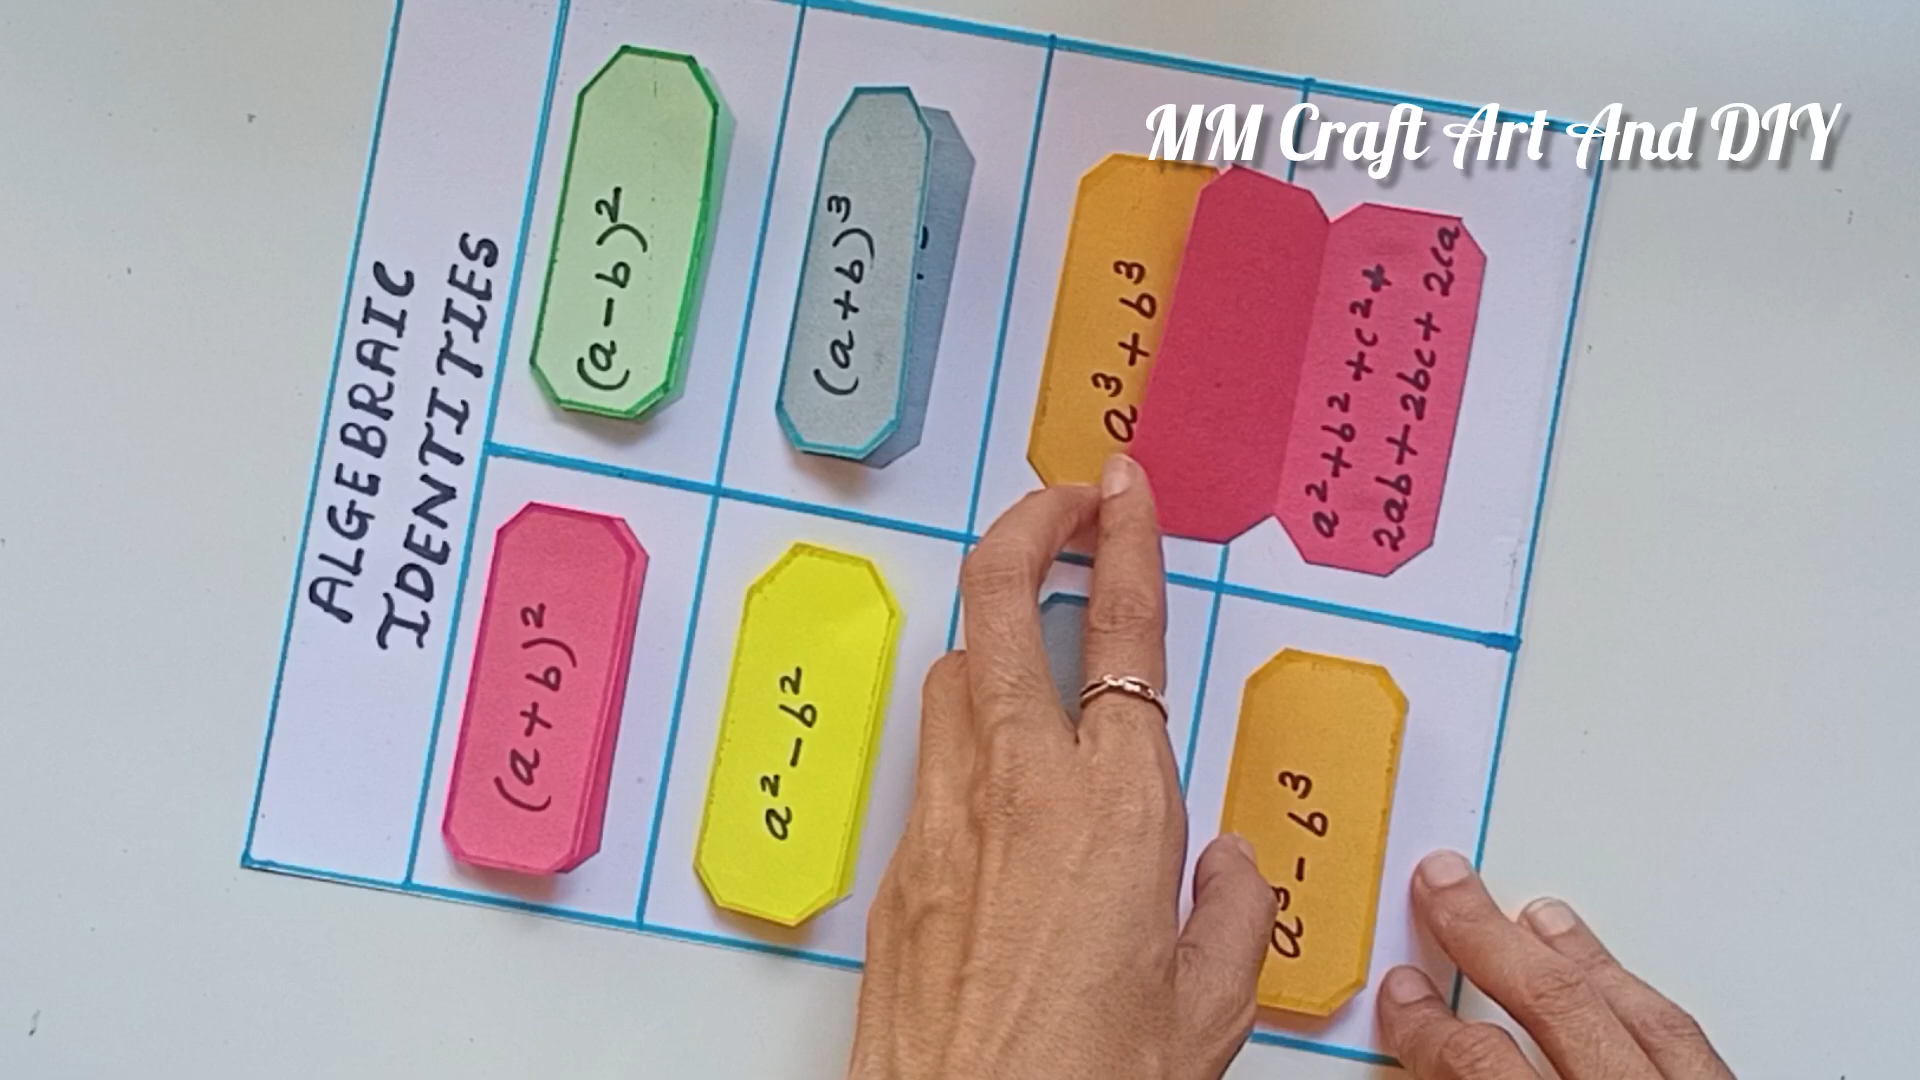 MM Craft Art And DIY
ALGEBRAIC
IDENTITIES
(a+b)²
(a-b)²
a²-b²
(a+b)³
a³+b³
a³-b³
a²+b²+c²+
2ab+2bc+2ca